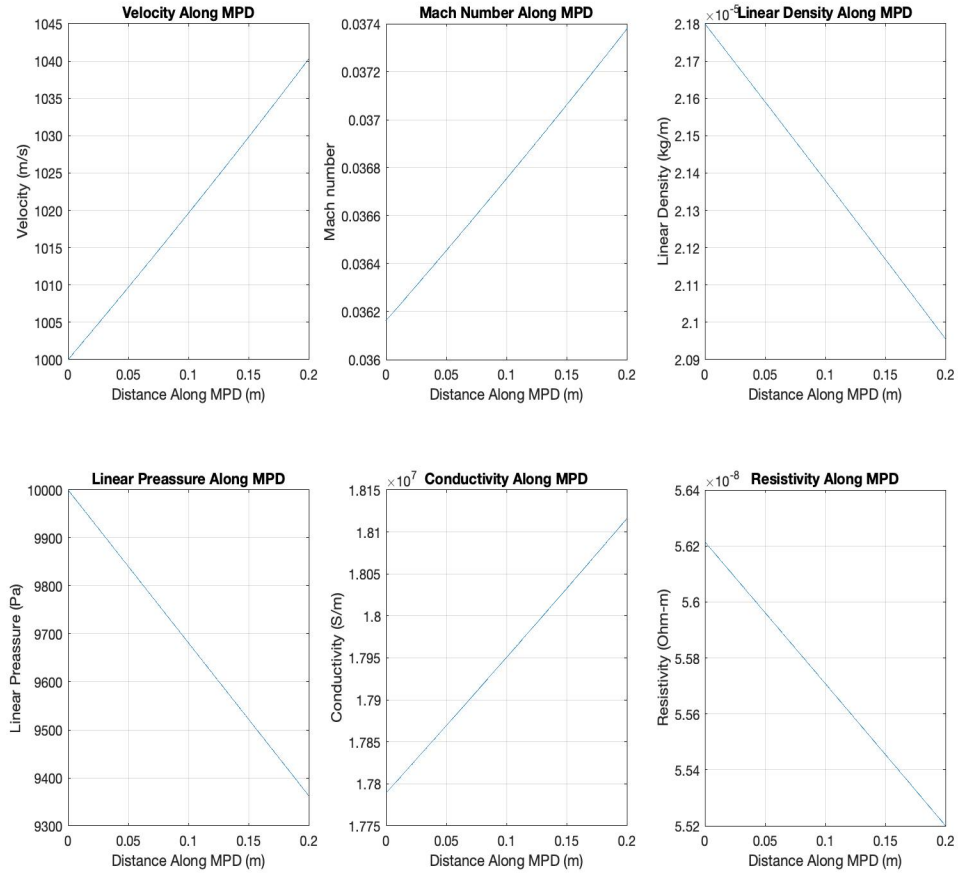 Velocity Along MPD
1045
1040
1035
1030
1025
1020
1015
1010
1005
1000
Velocity (m/s)
0 0.05 0.1 0.15 0.2
Distance Along MPD (m)
Mach Number Along MPD
0.0374
0.0372
0.037
0.0368
0.0366
0.0364
0.0362
0.036
Mach number
0 0.05 0.1 0.15 0.2
Distance Along MPD (m)
×10⁻⁵ Linear Density Along MPD
2.18
2.17
2.16
2.15
2.14
2.13
2.12
2.11
2.1
2.09
Linear Density (kg/m)
0 0.05 0.1 0.15 0.2
Distance Along MPD (m)
Linear Preassure Along MPD
10000
9900
9800
9700
9600
9500
9400
9300
Linear Preassure (Pa)
0 0.05 0.1 0.15 0.2
Distance Along MPD (m)
×10⁷ Conductivity Along MPD
1.815
1.81
1.805
1.8
1.795
1.79
1.785
1.78
1.775
Conductivity (S/m)
0 0.05 0.1 0.15 0.2
Distance Along MPD (m)
×10⁻⁸ Resistivity Along MPD
5.64
5.62
5.6
5.58
5.56
5.54
5.52
Resistivity (Ohm-m)
0 0.05 0.1 0.15 0.2
Distance Along MPD (m)